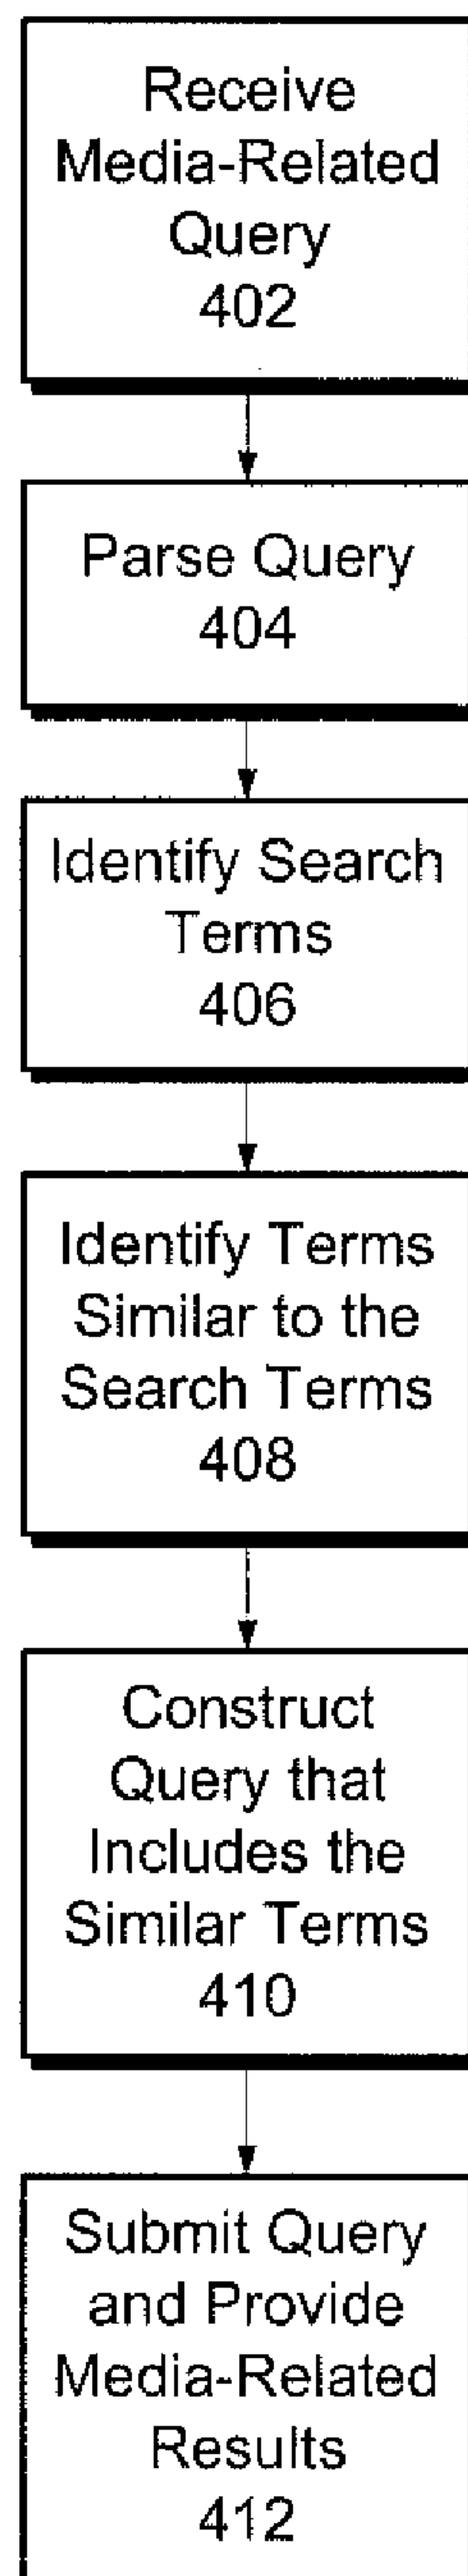 Receive
Media-Related
Query
402
Parse Query
404
Identify Search
Terms
406
Identify Terms
Similar to the
Search Terms
408
Construct
Query that
Includes the
Similar Terms
410
Submit Query
and Provide
Media-Related
Results
412